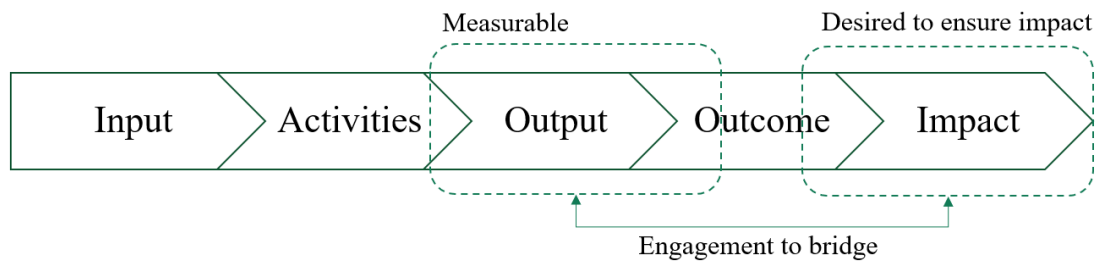 Measurable
Desired to ensure impact
Input
Activities
Output
Outcome
Impact
Engagement to bridge